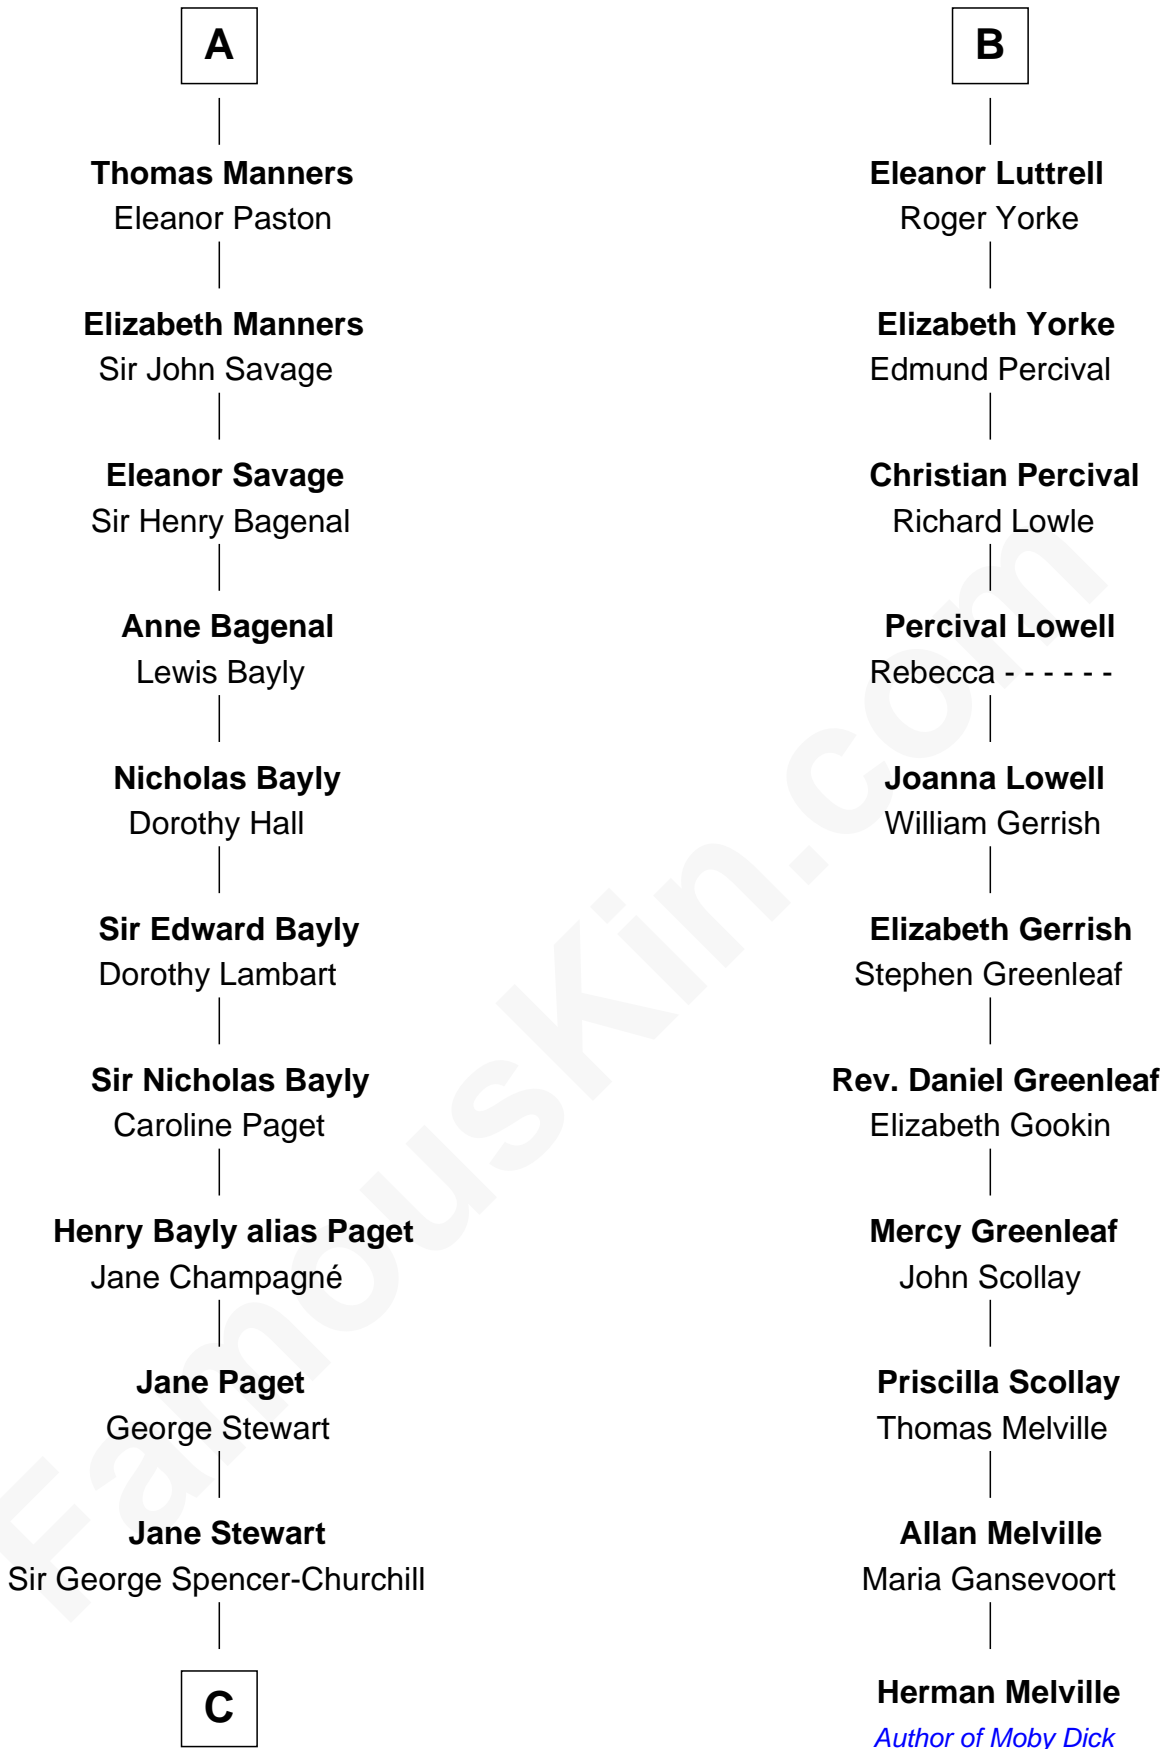 A
Thomas Manners
Eleanor Paston
Elizabeth Manners
Sir John Savage
Eleanor Savage
Sir Henry Bagenal
Anne Bagenal
Lewis Bayly
Nicholas Bayly
Dorothy Hall
Sir Edward Bayly
Dorothy Lambart
Sir Nicholas Bayly
Caroline Paget
Henry Bayly alias Paget
Jane Champagné
Jane Paget
George Stewart
Jane Stewart
Sir George Spencer-Churchill
C
B
Eleanor Luttrell
Roger Yorke
Elizabeth Yorke
Edmund Percival
Christian Percival
Richard Lowle
Percival Lowell
Rebecca - - - - - -
Joanna Lowell
William Gerrish
Elizabeth Gerrish
Stephen Greenleaf
Rev. Daniel Greenleaf
Elizabeth Gookin
Mercy Greenleaf
John Scollay
Priscilla Scollay
Thomas Melville
Allan Melville
Maria Gansevoort
Herman Melville
Author of Moby Dick
FamousKin.com